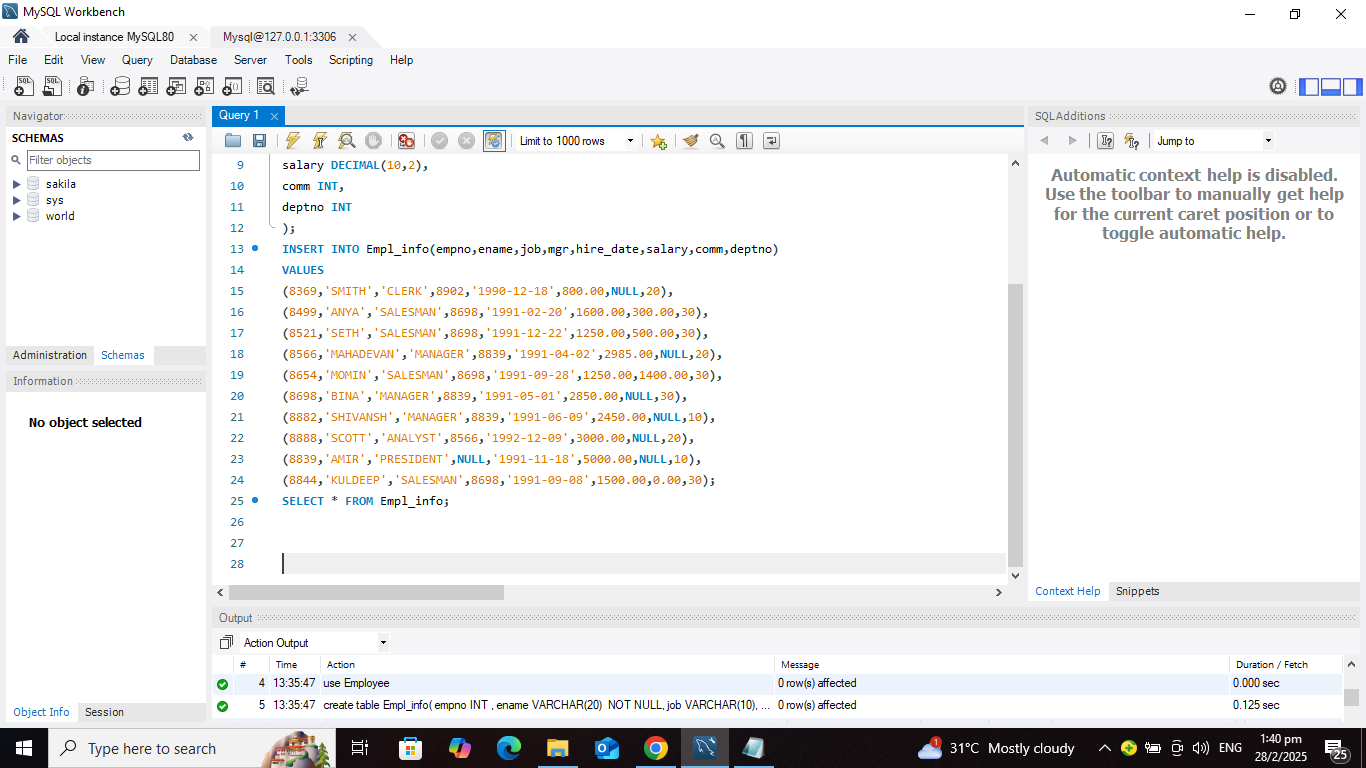 MySQL Workbench
Local instance MySQL80
Mysql@127.0.0.1:3306
File Edit View Query Database Server Tools Scripting Help
Navigator
SCHEMAS
Filter objects
sakila
sys
world
Administration Schemas
Information
No object selected
Object Info Session
Query 1
Limit to 1000 rows
9 salary DECIMAL(10,2),
10 comm INT,
11 deptno INT
12 );
13 INSERT INTO Empl_info(empno,ename,job,mgr,hire_date,salary,comm,deptno)
14 VALUES
15 (8369,'SMITH','CLERK',8902,'1990-12-18',800.00,NULL,20),
16 (8499,'ANYA','SALESMAN',8698,'1991-02-20',1600.00,300.00,30),
17 (8521,'SETH','SALESMAN',8698,'1991-12-22',1250.00,500.00,30),
18 (8566,'MAHADEVAN','MANAGER',8839,'1991-04-02',2985.00,NULL,20),
19 (8654,'MOMIN','SALESMAN',8698,'1991-09-28',1250.00,1400.00,30),
20 (8698,'BINA','MANAGER',8839,'1991-05-01',2850.00,NULL,30),
21 (8882,'SHIVANSH','MANAGER',8839,'1991-06-09',2450.00,NULL,10),
22 (8888,'SCOTT','ANALYST',8566,'1992-12-09',3000.00,NULL,20),
23 (8839,'AMIR','PRESIDENT',NULL,'1991-11-18',5000.00,NULL,10),
24 (8844,'KULDEEP','SALESMAN',8698,'1991-09-08',1500.00,0.00,30);
25 SELECT * FROM Empl_info;
26
27
28
SQLAdditions
Jump to
Automatic context help is disabled.
Use the toolbar to manually get help
for the current caret position or to
toggle automatic help.
Context Help Snippets
Output
Action Output
# Time Action Message Duration / Fetch
4 13:35:47 use Employee 0 row(s) affected 0.000 sec
5 13:35:47 create table Empl_info( empno INT , ename VARCHAR(20) NOT NULL, job VARCHAR(10), ... 0 row(s) affected 0.125 sec
Type here to search
1
31°C Mostly cloudy
ENG
1:40 pm
28/2/2025
25